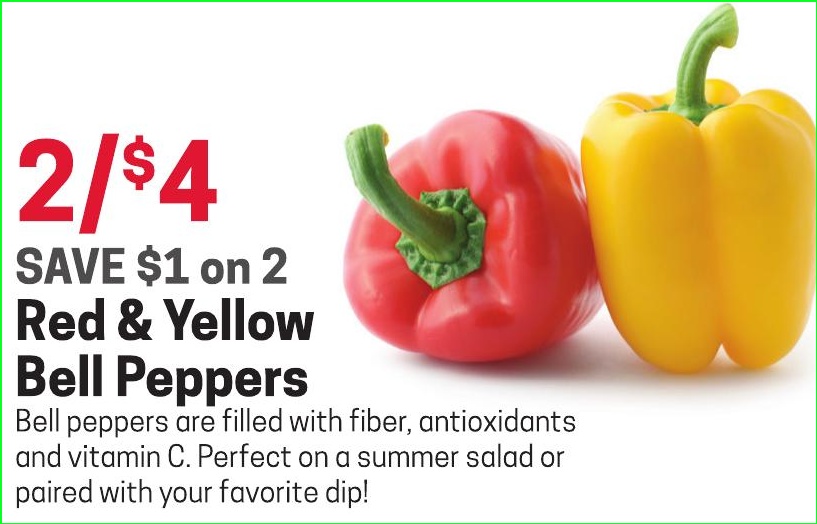 2/$4
SAVE $1 on 2
Red & Yellow
Bell Peppers
Bell peppers are filled with fiber, antioxidants
and vitamin C. Perfect on a summer salad or
paired with your favorite dip!